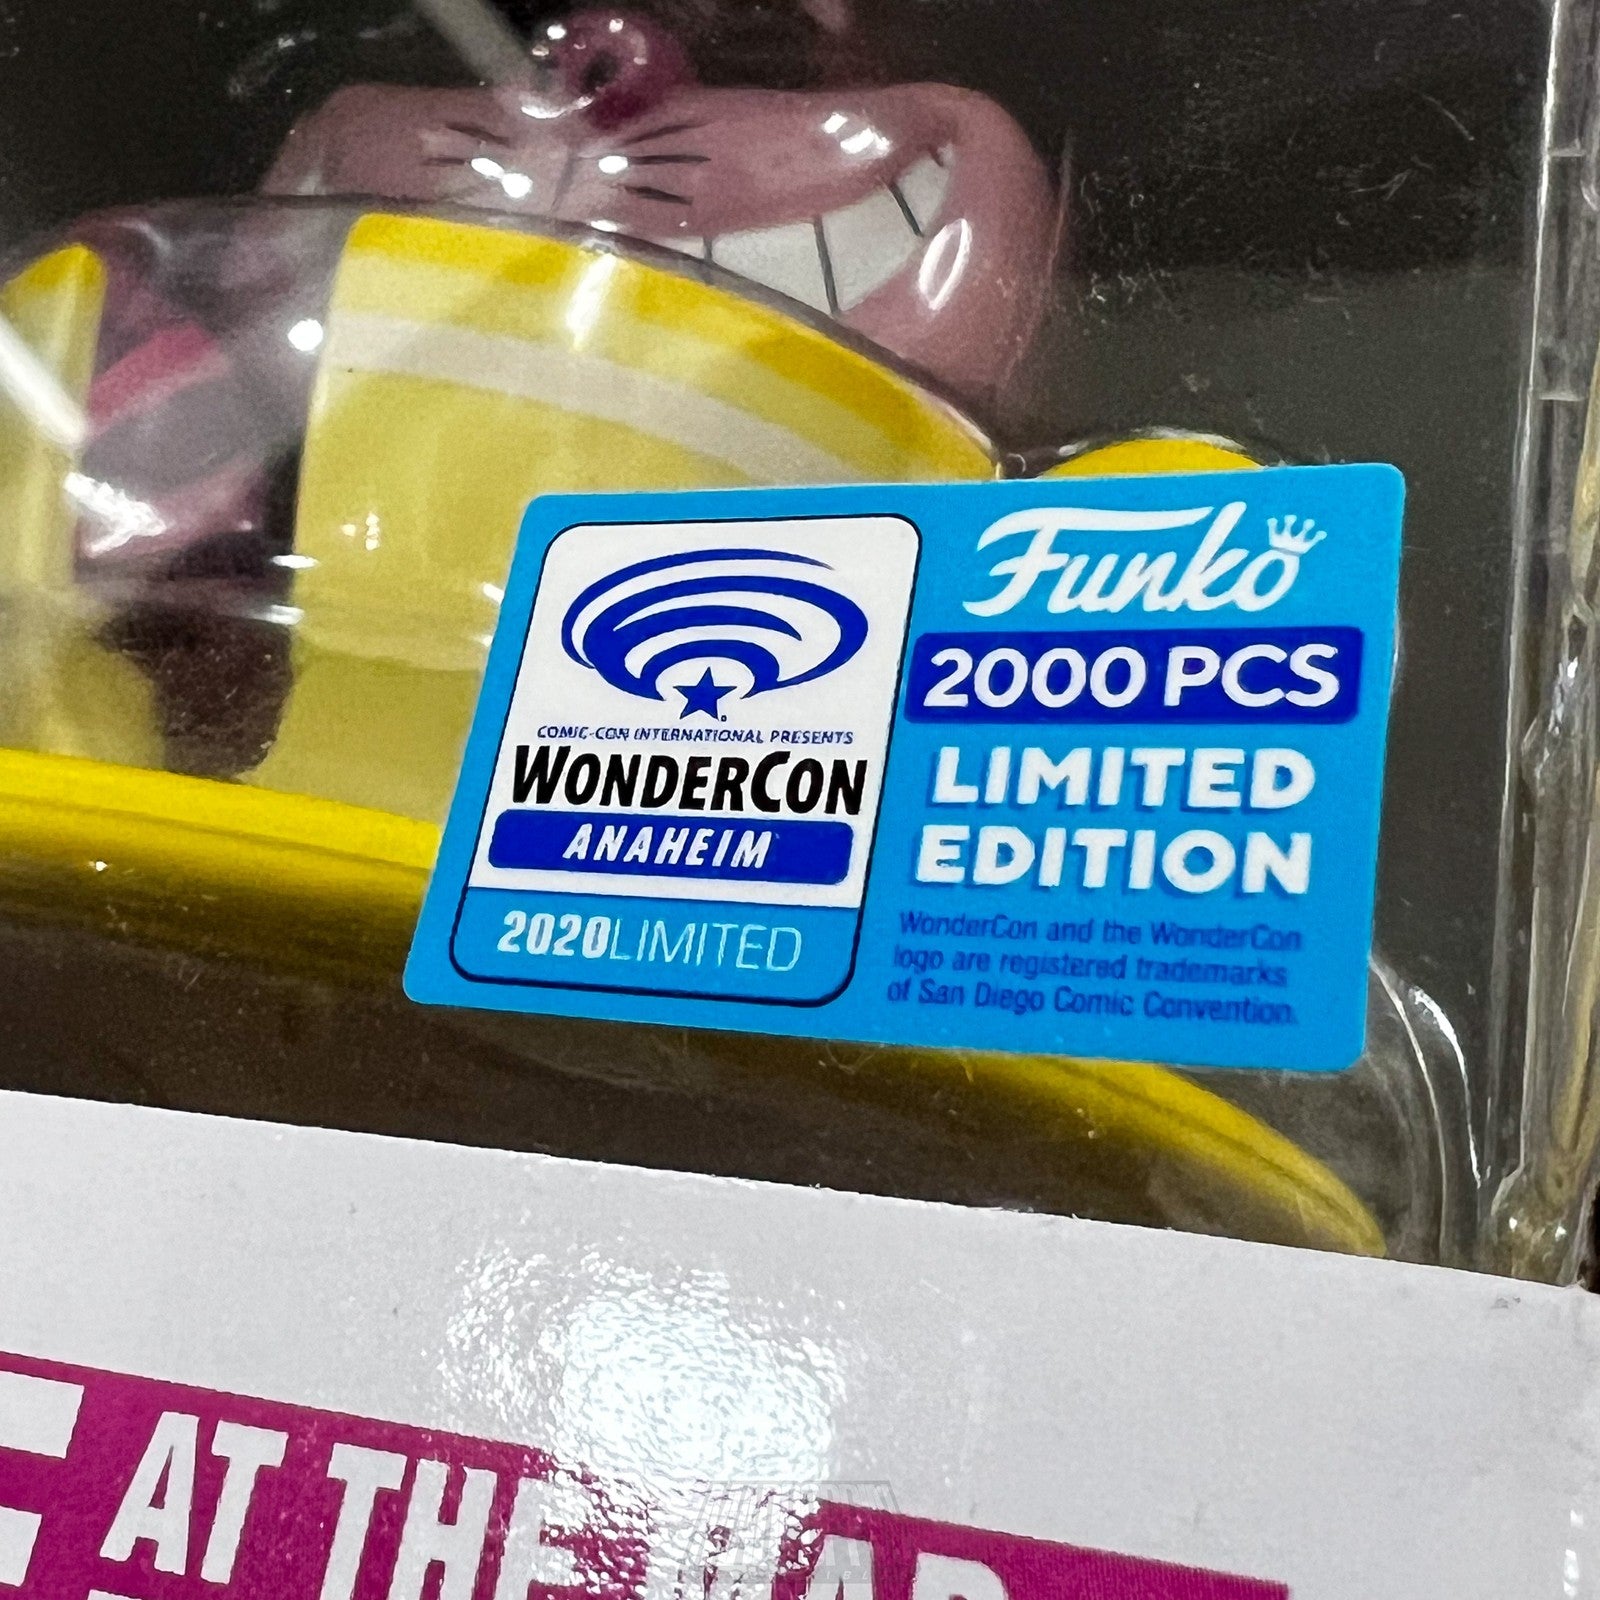 COMIC-CON INTERNATIONAL PRESENTS
WONDERCON
ANAHEIM
2020LIMITED
Funko
2000 PCS
LIMITED
EDITION
WonderCon and the WonderCon
logo are registered trademarks
of San Diego Comic Convention.
AT THE